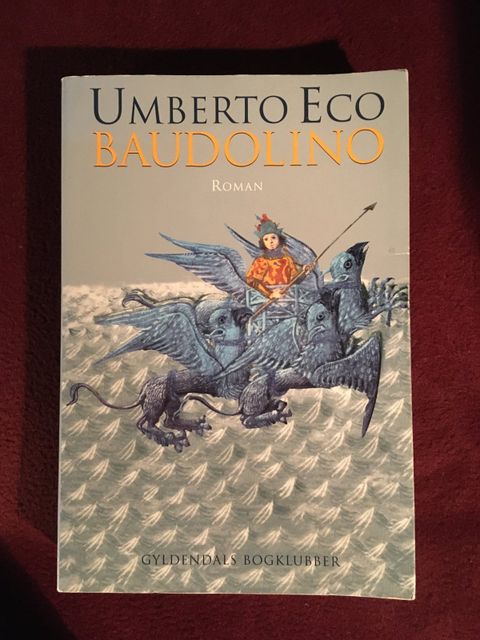 UMBERTO ECO
BAUDOLINO
ROMAN
GYLDENDALS BOGKLUBBER